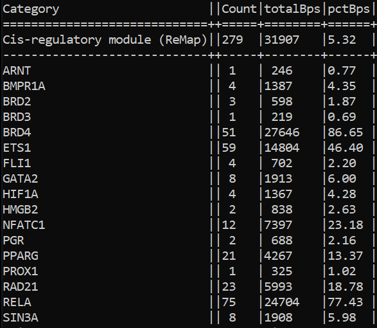 Category                    ||Count|totalBps|pctBps|
============================++=====+========+======+
Cis-regulatory module (ReMap)|| 279 |31907   |5.32  |
----------------------------++-----+--------+------+
ARNT                        || 1   | 246    |0.77  |
BMPR1A                      || 4   |1387    |4.35  |
BRD2                        || 3   | 598    |1.87  |
BRD3                        || 1   | 219    |0.69  |
BRD4                        ||51   |27646   |86.65 |
ETS1                        ||59   |14804   |46.40 |
FLI1                        || 4   | 702    |2.20  |
GATA2                       || 8   |1913    |6.00  |
HIF1A                       || 4   |1367    |4.28  |
HMGB2                       || 2   | 838    |2.63  |
NFATC1                      ||12   |7397    |23.18 |
PGR                         || 2   | 688    |2.16  |
PPARG                       ||21   |4267    |13.37 |
PROX1                       || 1   | 325    |1.02  |
RAD21                       ||23   |5993    |18.78 |
RELA                        ||75   |24704   |77.43 |
SIN3A                       || 8   |1908    |5.98  |